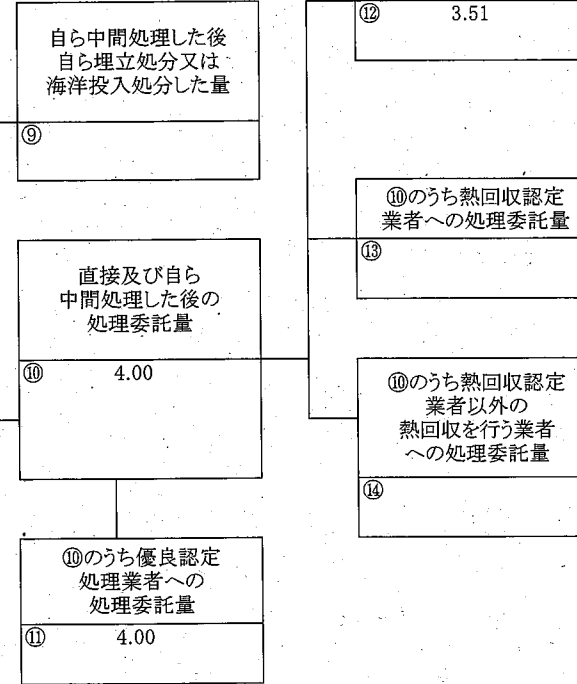 自ら中間処理した後
自ら埋立処分又は
海洋投入処分した量
⑨
直接及び自ら
中間処理した後の
処理委託量
⑩ 4.00
⑩のうち優良認定
処理業者への
処理委託量
⑪ 4.00
⑫ 3.51
⑩のうち熱回収認定
業者への処理委託量
⑬
⑩のうち熱回収認定
業者以外の
熱回収を行う業者
への処理委託量
⑭